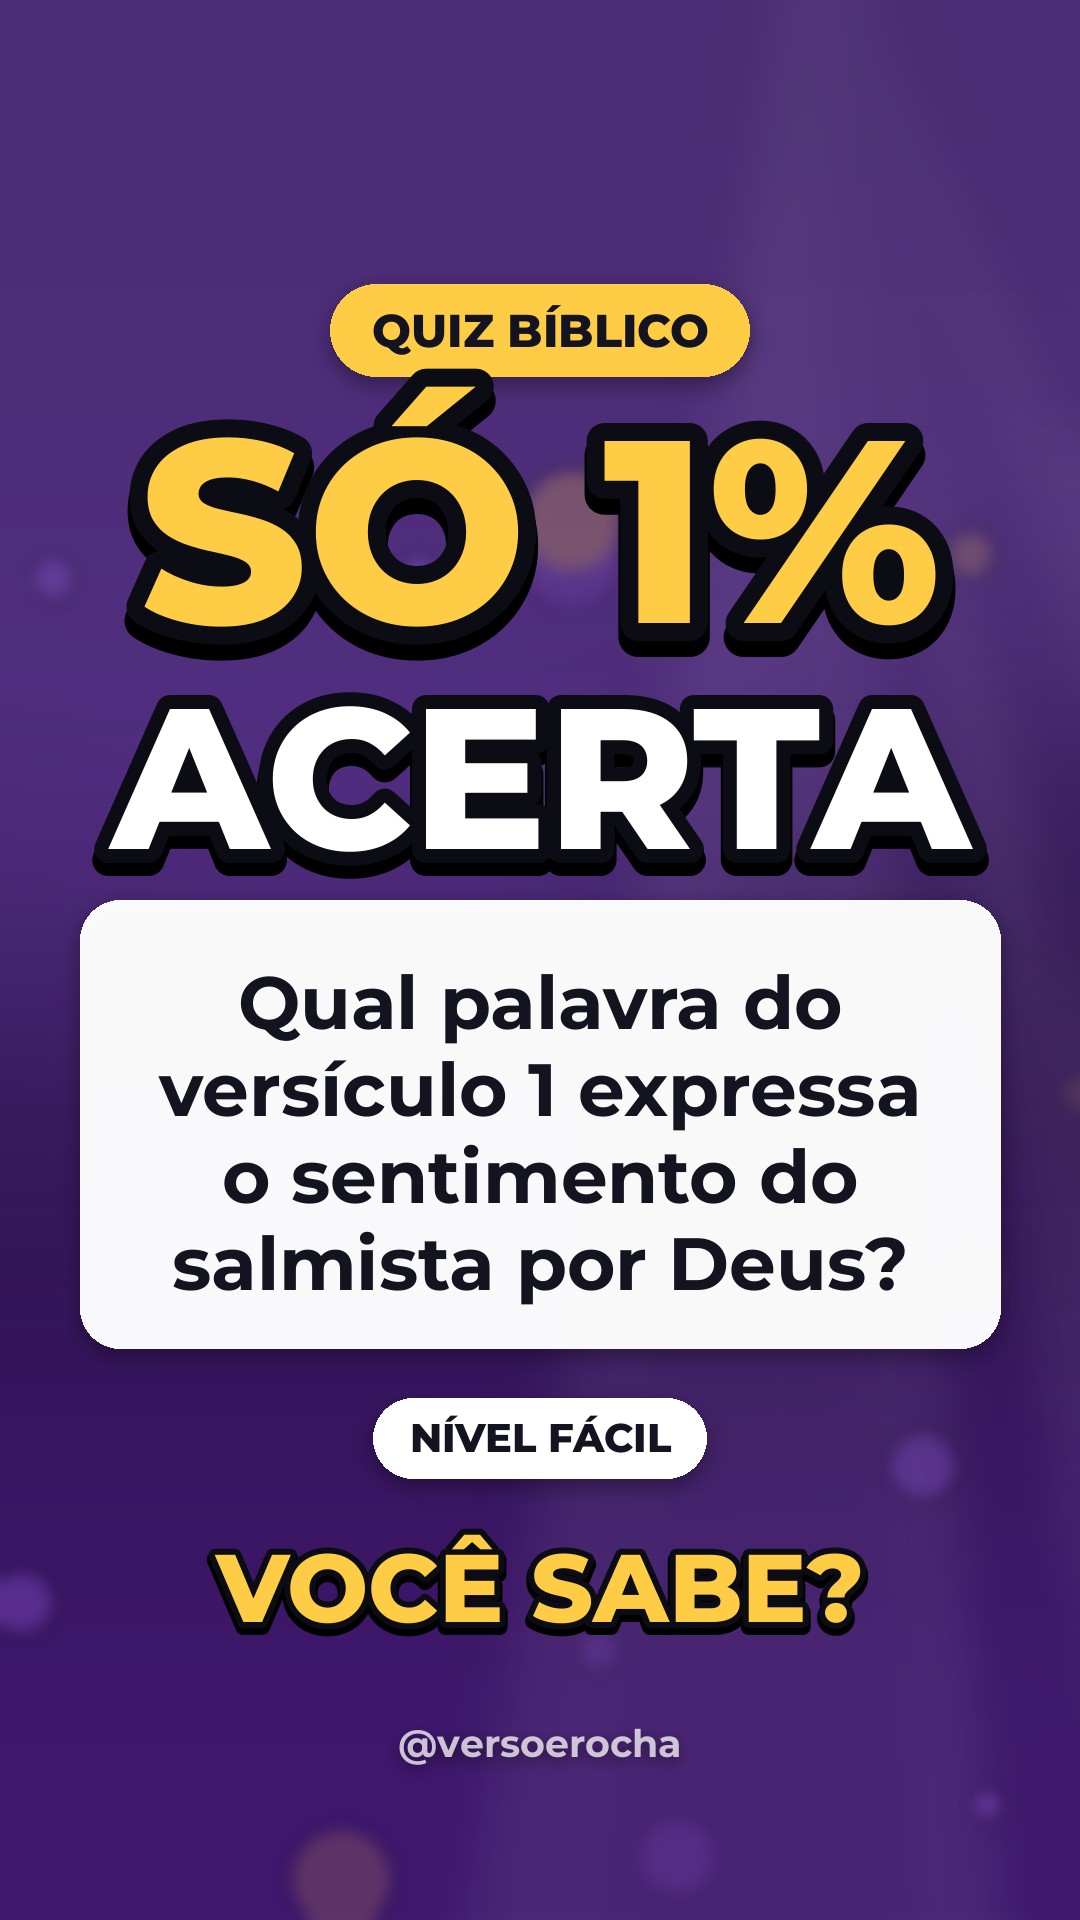 QUIZ BÍBLICO
SÓ 1%
ACERTA
Qual palavra do
versículo 1 expressa
o sentimento do
salmista por Deus?
NÍVEL FÁCIL
VOCÊ SABE?
@versoerocha